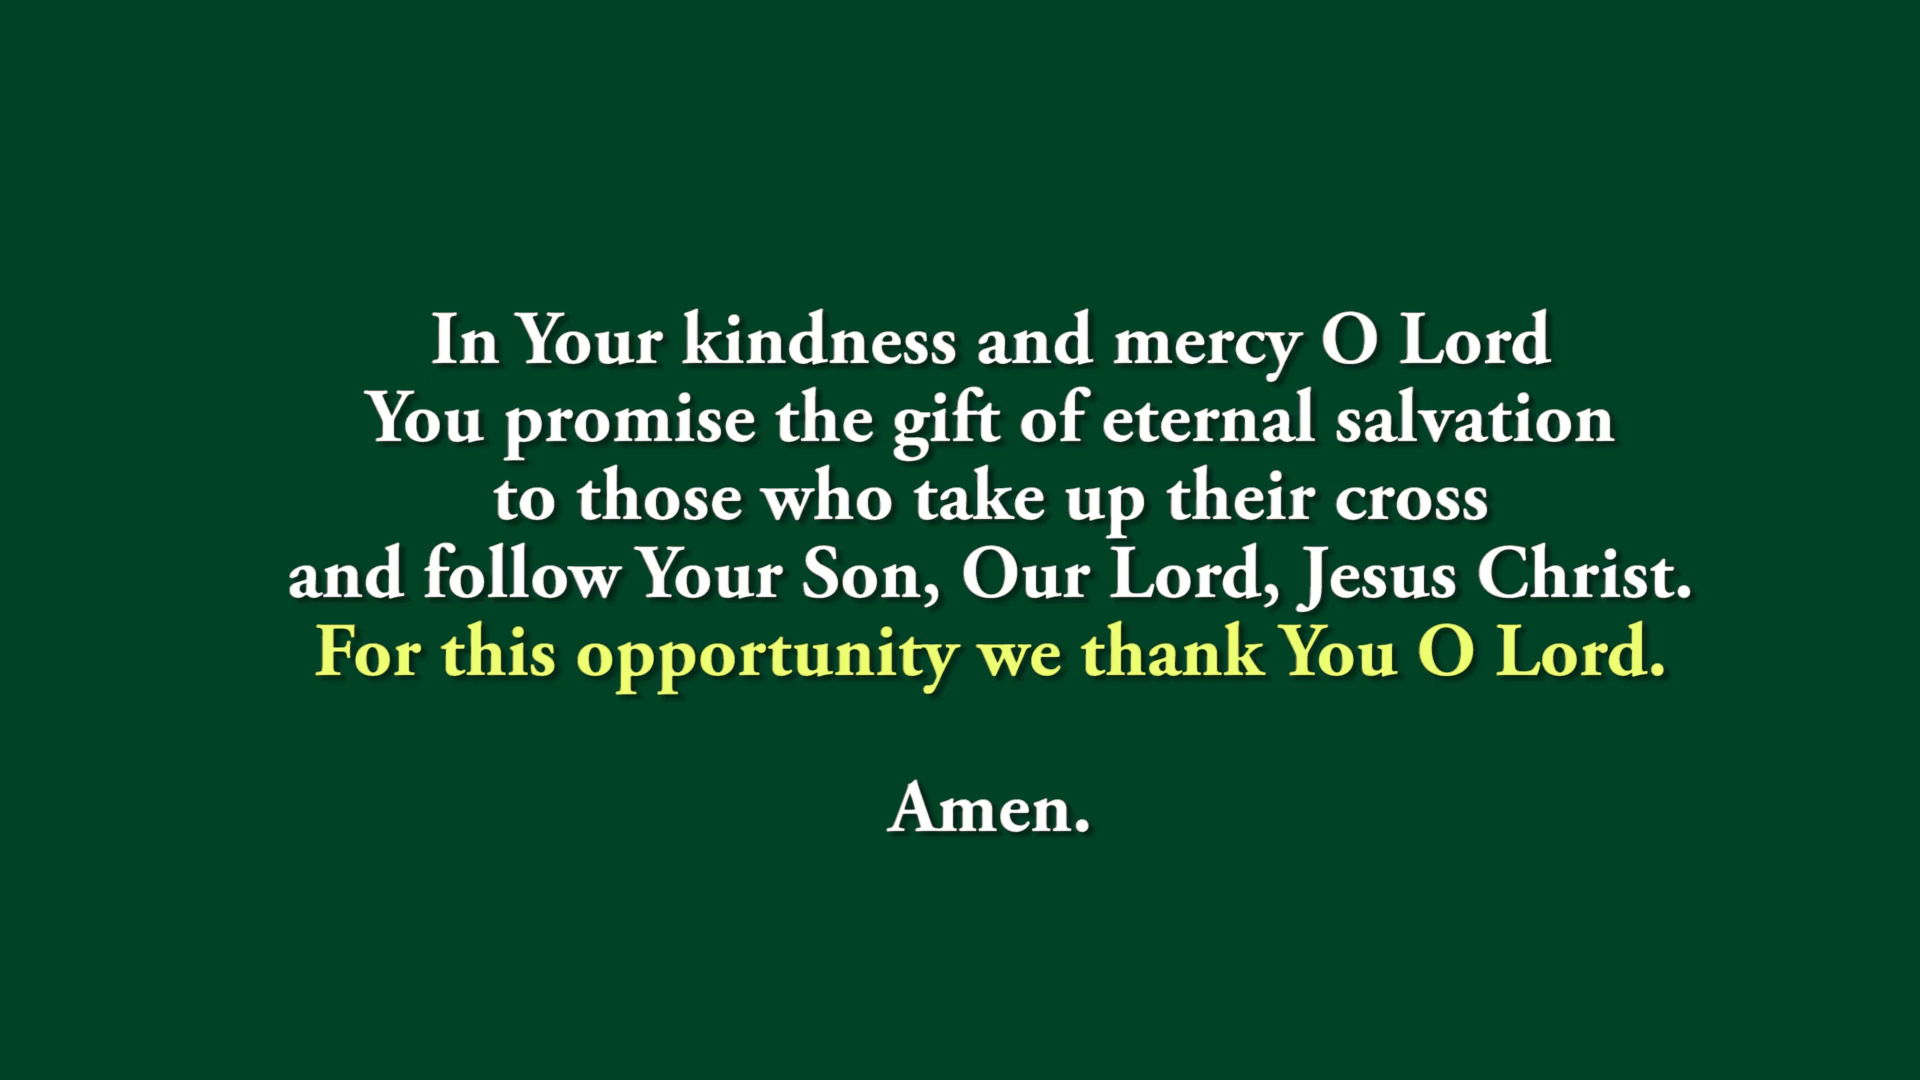 In Your kindness and mercy O Lord
You promise the gift of eternal salvation
to those who take up their cross
and follow Your Son, Our Lord, Jesus Christ.
For this opportunity we thank You O Lord.
Amen.